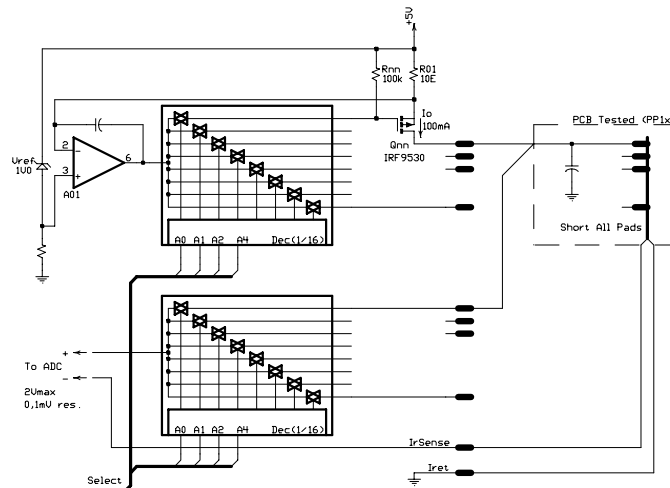 +5V
Rnn
100k
R01
10E
Io
100mA
PCB Tested (PP1x
2
6
Vref
1V0
3
A01
Qnn
IRF9530
Short All Pads
A0 A1 A2 A4 Dec(1/16)
+
To ADC
-
2Vmax
0,1mV res.
A0 A1 A2 A4 Dec(1/16)
IrSense
Iret
Select